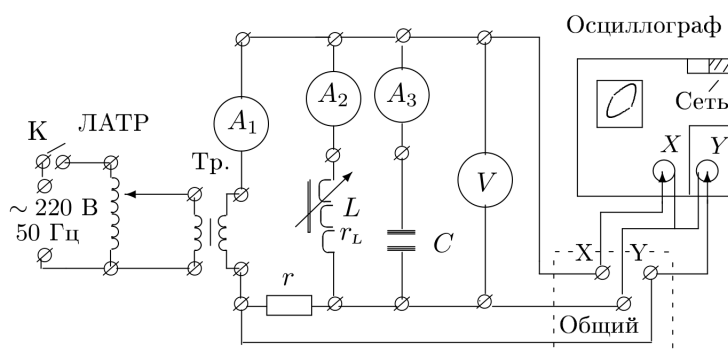 Осциллограф
К
ЛАТР
Тр.
A₁
A₂
A₃
V
X
Y
Сеть
~ 220 В
50 Гц
L
r_L
C
r
X
Y
Общий